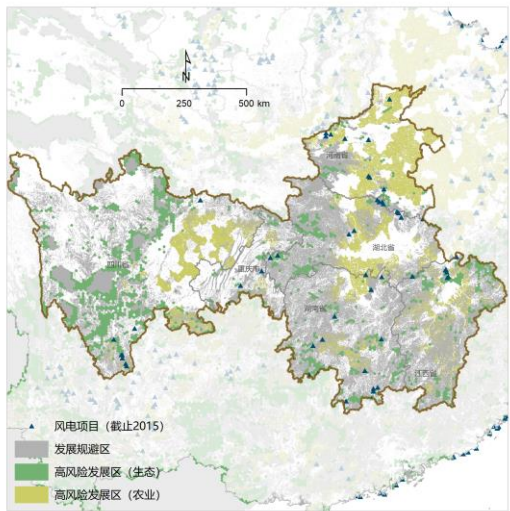 N
0 250 500 km
河南省
湖北省
四川省
重庆市
湖南省
江西省
风电项目（截止2015）
发展规避区
高风险发展区（生态）
高风险发展区（农业）